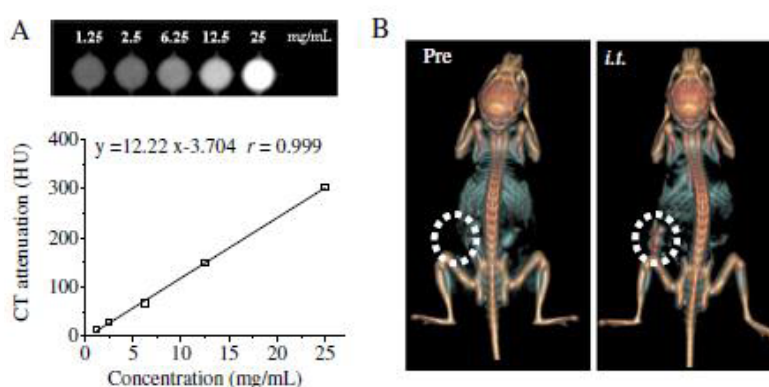 A
1.25 2.5 6.25 12.5 25 mg/mL
y =12.22 x-3.704 r = 0.999
CT attenuation (HU)
400
300
200
100
0
0 5 10 15 20 25
Concentration (mg/mL)
B
Pre
i.t.